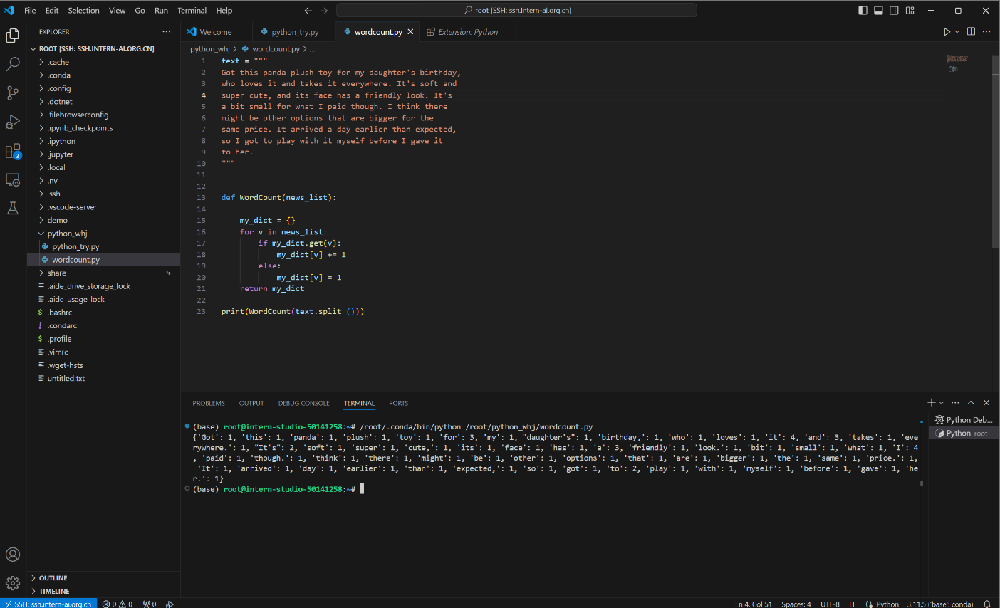 File Edit Selection View Go Run Terminal Help
root [SSH: ssh.intern-ai.org.cn]
EXPLORER
Welcome
python_try.py
wordcount.py
Extension: Python
ROOT [SSH: SSH.INTERN-AI.ORG.CN]
.cache
.conda
.config
.dotnet
.filebrowserconfig
.ipynb_checkpoints
.ipython
.jupyter
.local
.nv
.ssh
.vscode-server
demo
python_whj
python_try.py
wordcount.py
share
.aide_drive_storage_lock
.aide_usage_lock
$ .bashrc
! .condarc
$ .profile
.vimrc
.wget-hsts
untitled.txt
2
OUTLINE
TIMELINE
python_whj > wordcount.py > ...
1 text = """
2 Got this panda plush toy for my daughter's birthday,
3 who loves it and takes it everywhere. It's soft and
4 super cute, and its face has a friendly look. It's
5 a bit small for what I paid though. I think there
6 might be other options that are bigger for the
7 same price. It arrived a day earlier than expected,
8 so I got to play with it myself before I gave it
9 to her.
10 """
11
12
13 def WordCount(news_list):
14
15 my_dict = {}
16 for v in news_list:
17 if my_dict.get(v):
18 my_dict[v] += 1
19 else:
20 my_dict[v] = 1
21 return my_dict
22
23 print(WordCount(text.split ()))
PROBLEMS OUTPUT DEBUG CONSOLE TERMINAL PORTS
(base) root@intern-studio-50141258:~# /root/.conda/bin/python /root/python_whj/wordcount.py
{'Got': 1, 'this': 1, 'panda': 1, 'plush': 1, 'toy': 1, 'for': 3, 'my': 1, "daughter's": 1, 'birthday,': 1, 'who': 1, 'loves': 1, 'it': 4, 'and': 3, 'takes': 1, 'eve
rywhere.': 1, "It's": 2, 'soft': 1, 'super': 1, 'cute,': 1, 'its': 1, 'face': 1, 'has': 1, 'a': 3, 'friendly': 1, 'look.': 1, 'bit': 1, 'small': 1, 'what': 1, 'I': 4
, 'paid': 1, 'though.': 1, 'think': 1, 'there': 1, 'might': 1, 'be': 1, 'other': 1, 'options': 1, 'that': 1, 'are': 1, 'bigger': 1, 'the': 1, 'same': 1, 'price.': 1,
'It': 1, 'arrived': 1, 'day': 1, 'earlier': 1, 'than': 1, 'expected,': 1, 'so': 1, 'got': 1, 'to': 2, 'play': 1, 'with': 1, 'myself': 1, 'before': 1, 'gave': 1, 'he
r.': 1}
(base) root@intern-studio-50141258:~#
Python Deb...
Python root
SSH: ssh.intern-ai.org.cn 0 0 0 Ln 4, Col 51 Spaces: 4 UTF-8 LF Python 3.11.5 ('base': conda)